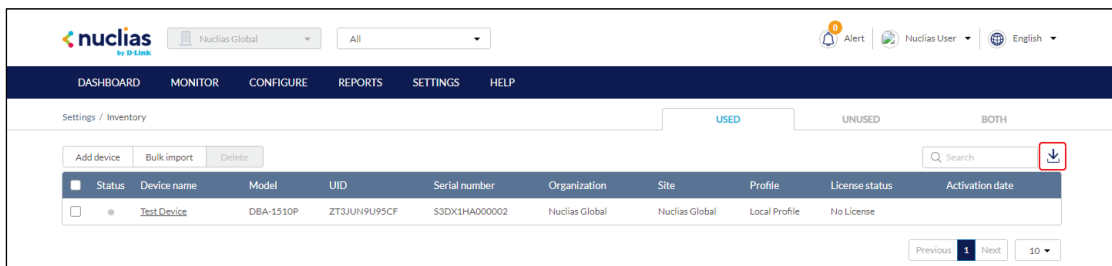 nuclias
by D-Link
Nuclias Global
All
0
Alert
Nuclias User
English
DASHBOARD MONITOR CONFIGURE REPORTS SETTINGS HELP
Settings / Inventory
USED UNUSED BOTH
Add device Bulk import Delete
Search
Status Device name Model UID Serial number Organization Site Profile License status Activation date
Test Device DBA-1510P ZT3JUN9U95CF S3DX1HA000002 Nuclias Global Nuclias Global Local Profile No License
Previous 1 Next 10